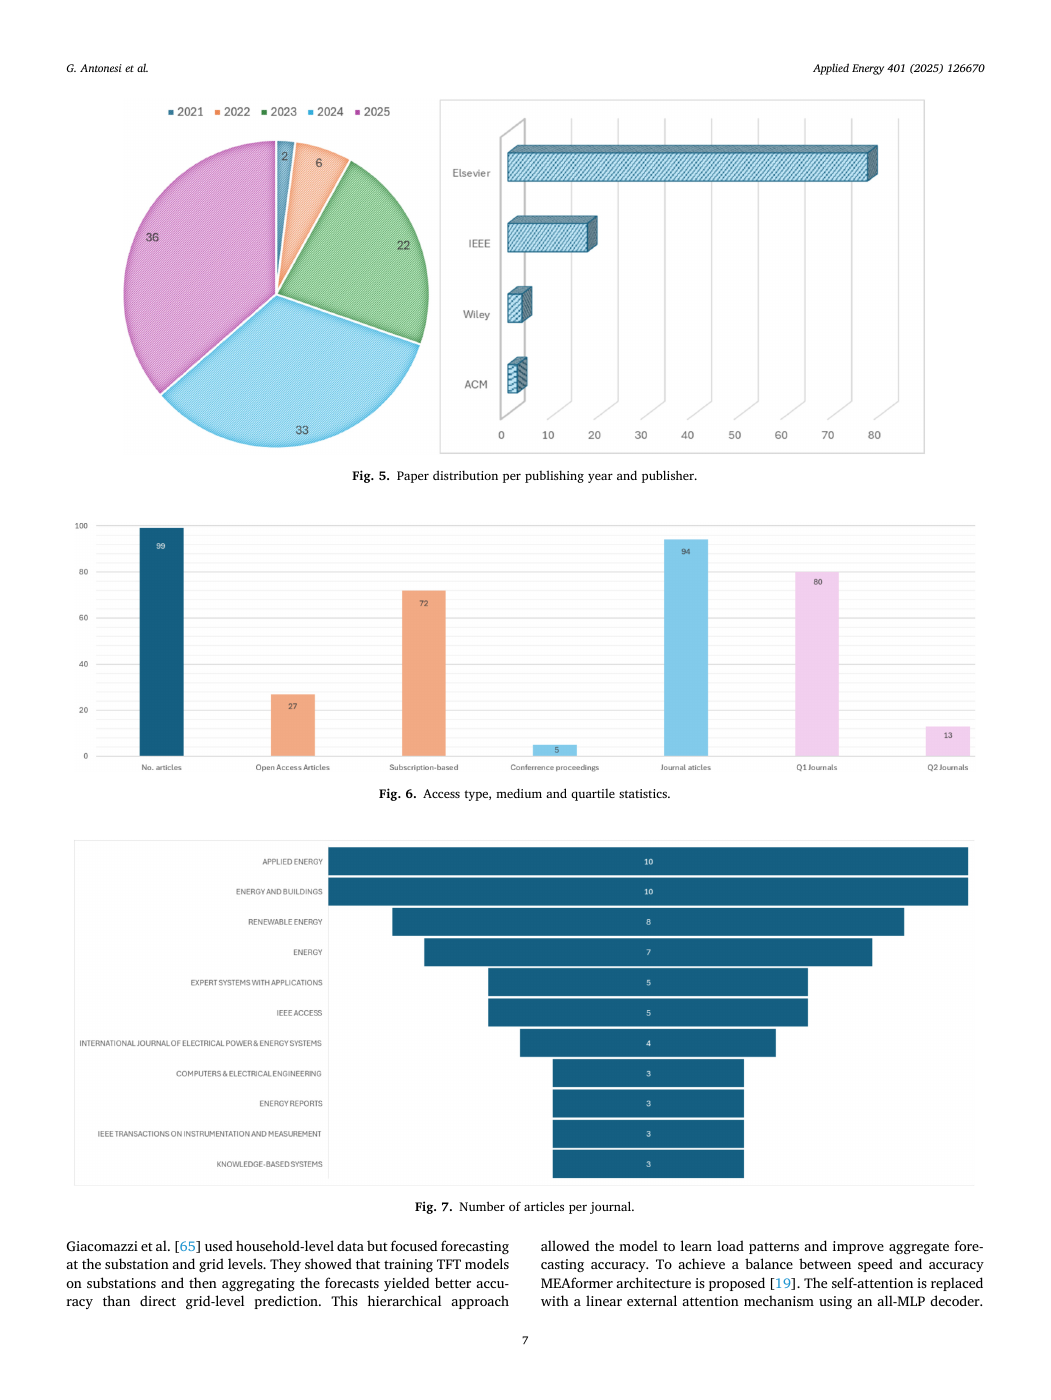 G. Antonesi et al.
Applied Energy 401 (2025) 126670
2021 2022 2023 2024 2025
2
6
36
22
33
Elsevier
IEEE
Wiley
ACM
0 10 20 30 40 50 60 70 80
Fig. 5. Paper distribution per publishing year and publisher.
100
80
60
40
20
0
99
27
72
5
94
80
13
No. articles Open Access Articles Subscription-based Conferrence proceedings Journal aticles Q1 Journals Q2 Journals
Fig. 6. Access type, medium and quartile statistics.
APPLIED ENERGY 10
ENERGY AND BUILDINGS 10
RENEWABLE ENERGY 8
ENERGY 7
EXPERT SYSTEMS WITH APPLICATIONS 5
IEEE ACCESS 5
INTERNATIONAL JOURNAL OF ELECTRICAL POWER & ENERGY SYSTEMS 4
COMPUTERS & ELECTRICAL ENGINEERING 3
ENERGY REPORTS 3
IEEE TRANSACTIONS ON INSTRUMENTATION AND MEASUREMENT 3
KNOWLEDGE-BASED SYSTEMS 3
Fig. 7. Number of articles per journal.
Giacomazzi et al. [65] used household-level data but focused forecasting
at the substation and grid levels. They showed that training TFT models
on substations and then aggregating the forecasts yielded better accu-
racy than direct grid-level prediction. This hierarchical approach
allowed the model to learn load patterns and improve aggregate fore-
casting accuracy. To achieve a balance between speed and accuracy
MEAformer architecture is proposed [19]. The self-attention is replaced
with a linear external attention mechanism using an all-MLP decoder.
7